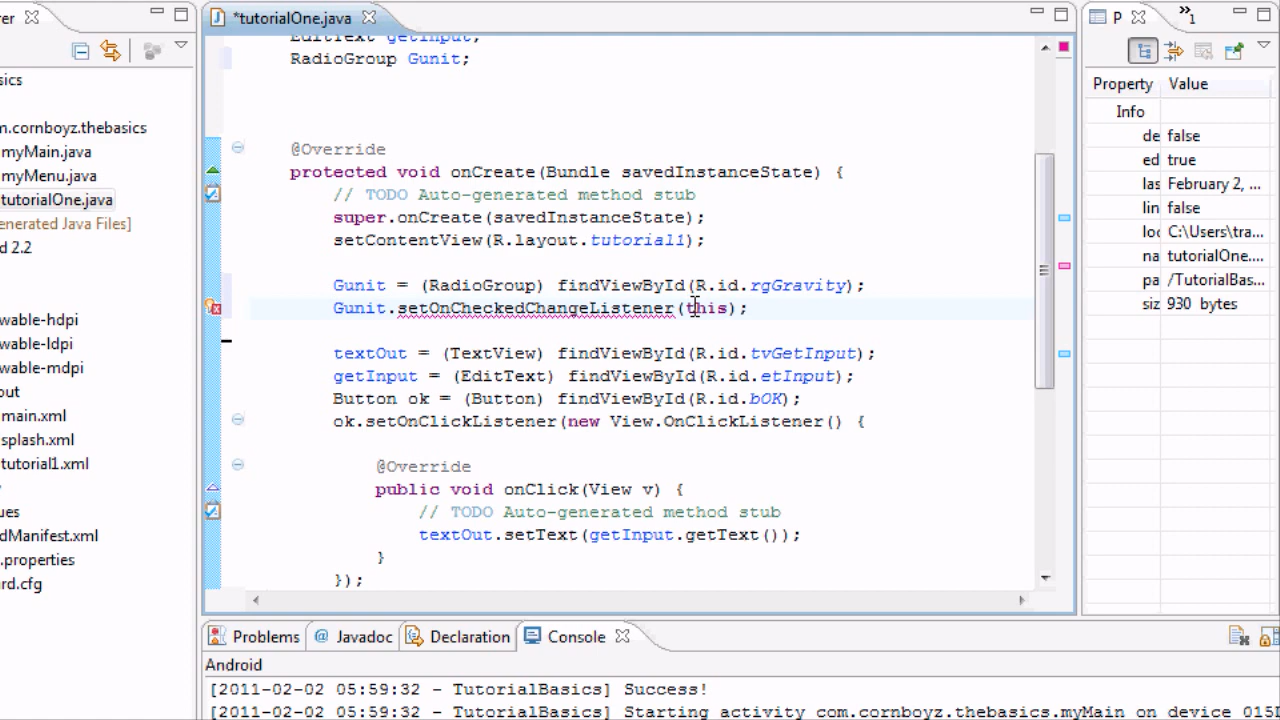 er
*tutorialOne.java
P
»1
EditText getInput;
RadioGroup Gunit;
@Override
protected void onCreate(Bundle savedInstanceState) {
// TODO Auto-generated method stub
super.onCreate(savedInstanceState);
setContentView(R.layout.tutorial1);
Gunit = (RadioGroup) findViewById(R.id.rgGravity);
Gunit.setOnCheckedChangeListener(this);
textOut = (TextView) findViewById(R.id.tvGetInput);
getInput = (EditText) findViewById(R.id.etInput);
Button ok = (Button) findViewById(R.id.bOK);
ok.setOnClickListener(new View.OnClickListener() {
@Override
public void onClick(View v) {
// TODO Auto-generated method stub
textOut.setText(getInput.getText());
}
});
sics
m.cornboyz.thebasics
myMain.java
myMenu.java
tutorialOne.java
enerated Java Files]
d 2.2
wable-hdpi
wable-ldpi
wable-mdpi
out
main.xml
splash.xml
tutorial1.xml
ues
dManifest.xml
.properties
rd.cfg
Property Value
Info
de false
ed true
las February 2, ...
lin false
loc C:\Users\tra...
na tutorialOne....
pa /TutorialBas...
siz 930 bytes
Problems @ Javadoc Declaration Console
Android
[2011-02-02 05:59:32 - TutorialBasics] Success!
[2011-02-02 05:59:32 - TutorialBasics] Starting activity com.cornboyz.thebasics.myMain on device 015